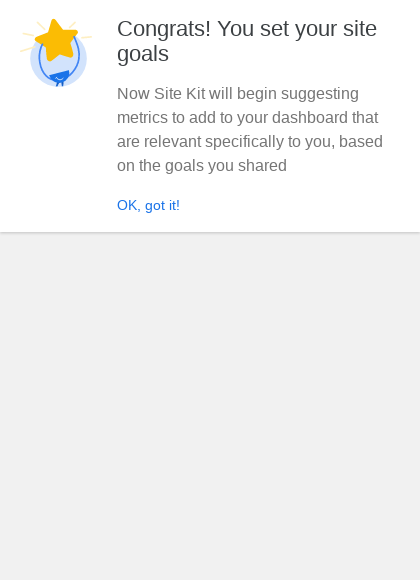 Congrats! You set your site
goals
Now Site Kit will begin suggesting
metrics to add to your dashboard that
are relevant specifically to you, based
on the goals you shared
OK, got it!